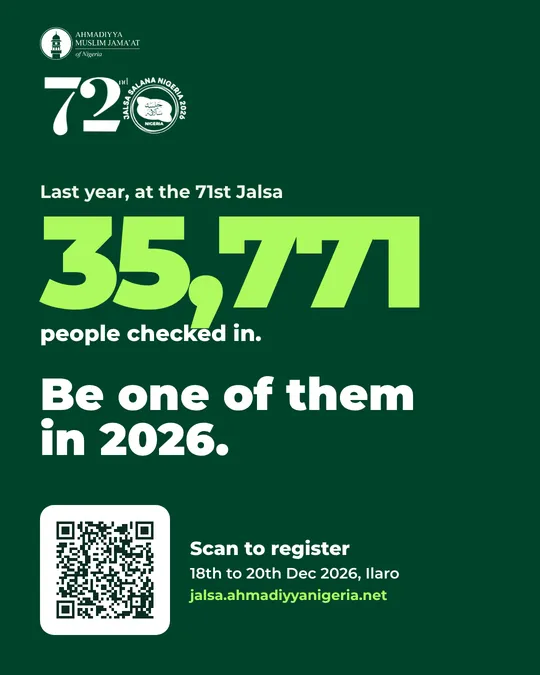 AHMADIYYA
MUSLIM JAMA'AT
of Nigeria
72nd
JALSA SALANA NIGERIA 2026
NIGERIA
Last year, at the 71st Jalsa
35,771
people checked in.
Be one of them
in 2026.
Scan to register
18th to 20th Dec 2026, Ilaro
jalsa.ahmadiyyanigeria.net